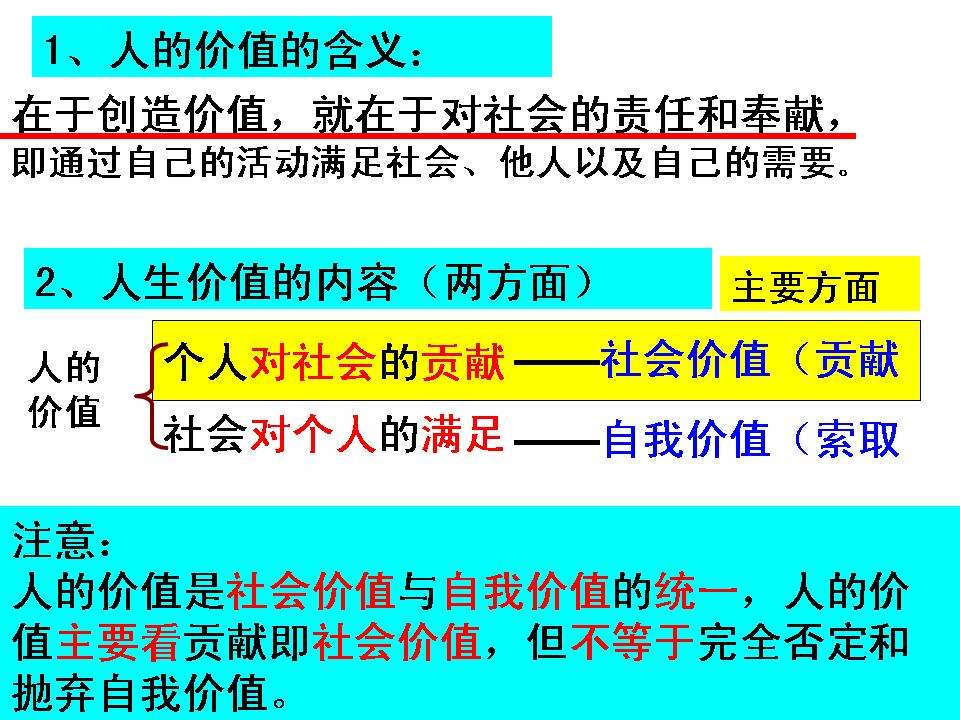 1、人的价值的含义：
在于创造价值，就在于对社会的责任和奉献，
即通过自己的活动满足社会、他人以及自己的需要。
2、人生价值的内容（两方面）
主要方面
人的
价值
个人对社会的贡献——社会价值（贡献
社会对个人的满足——自我价值（索取
注意：
人的价值是社会价值与自我价值的统一，人的价
值主要看贡献即社会价值，但不等于完全否定和
抛弃自我价值。